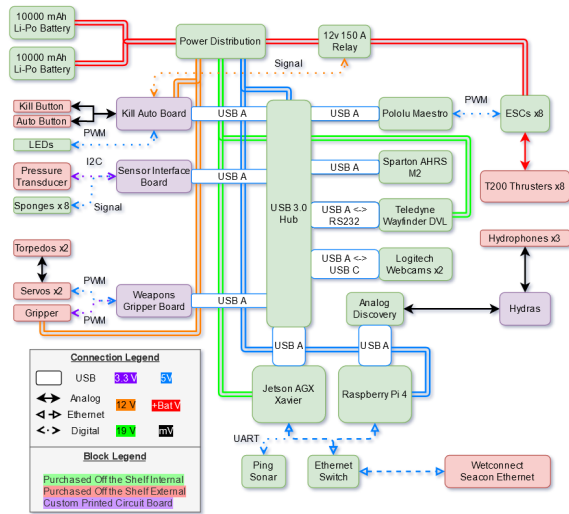 10000 mAh
Li-Po Battery
10000 mAh
Li-Po Battery
Power Distribution
12v 150 A
Relay
Signal
Kill Button
Auto Button
Kill Auto Board
PWM
LEDs
USB A
USB A
Pololu Maestro
PWM
ESCs x8
I2C
Pressure
Transducer
Sensor Interface
Board
Sponges x 8
Signal
USB A
USB 3.0
Hub
USB A
Sparton AHRS
M2
T200 Thrusters x8
USB A <->
RS232
Teledyne
Wayfinder DVL
Torpedos x2
Servos x2
Gripper
PWM
PWM
Weapons
Gripper Board
USB A
USB A <->
USB C
Logitech
Webcams x2
Hydrophones x3
Analog
Discovery
Hydras
USB A
USB A
Jetson AGX
Xavier
Raspberry Pi 4
UART
Ping
Sonar
Ethernet
Switch
Wetconnect
Seacon Ethernet
Connection Legend
USB
3.3 V
5V
Analog
Ethernet
Digital
12 V
+Bat V
19 V
mV
Block Legend
Purchased Off the Shelf Internal
Purchased Off the Shelf External
Custom Printed Circuit Board